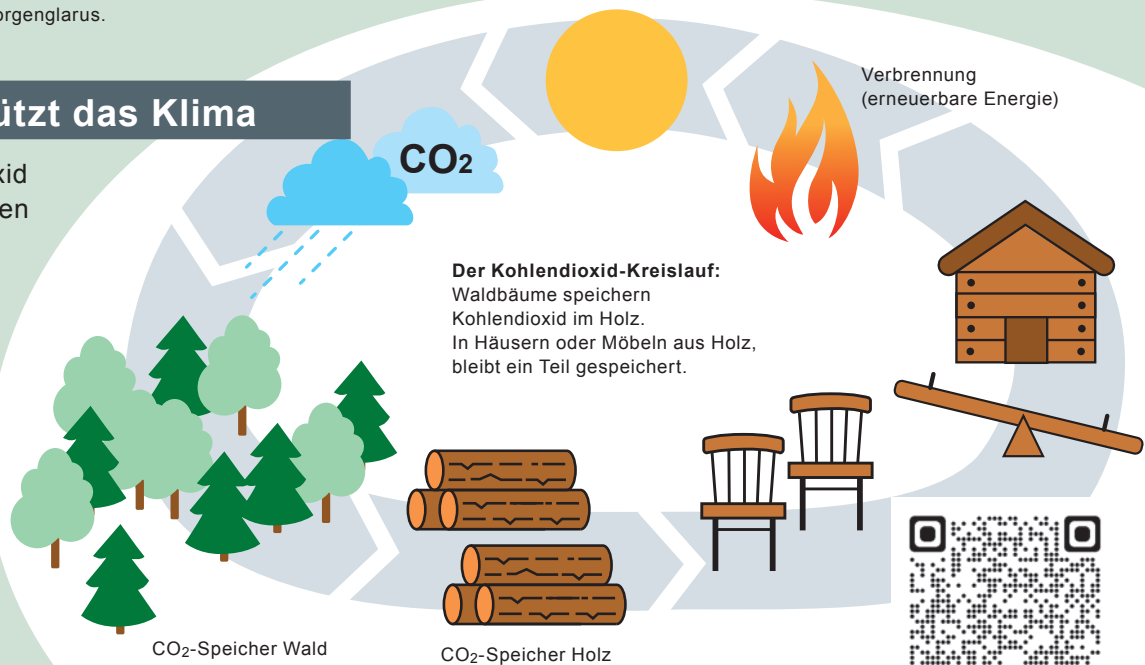 orgenglarus.
ützt das Klima
xid
en
CO₂
Verbrennung
(erneuerbare Energie)
Der Kohlendioxid-Kreislauf:
Waldbäume speichern
Kohlendioxid im Holz.
In Häusern oder Möbeln aus Holz,
bleibt ein Teil gespeichert.
CO₂-Speicher Wald
CO₂-Speicher Holz